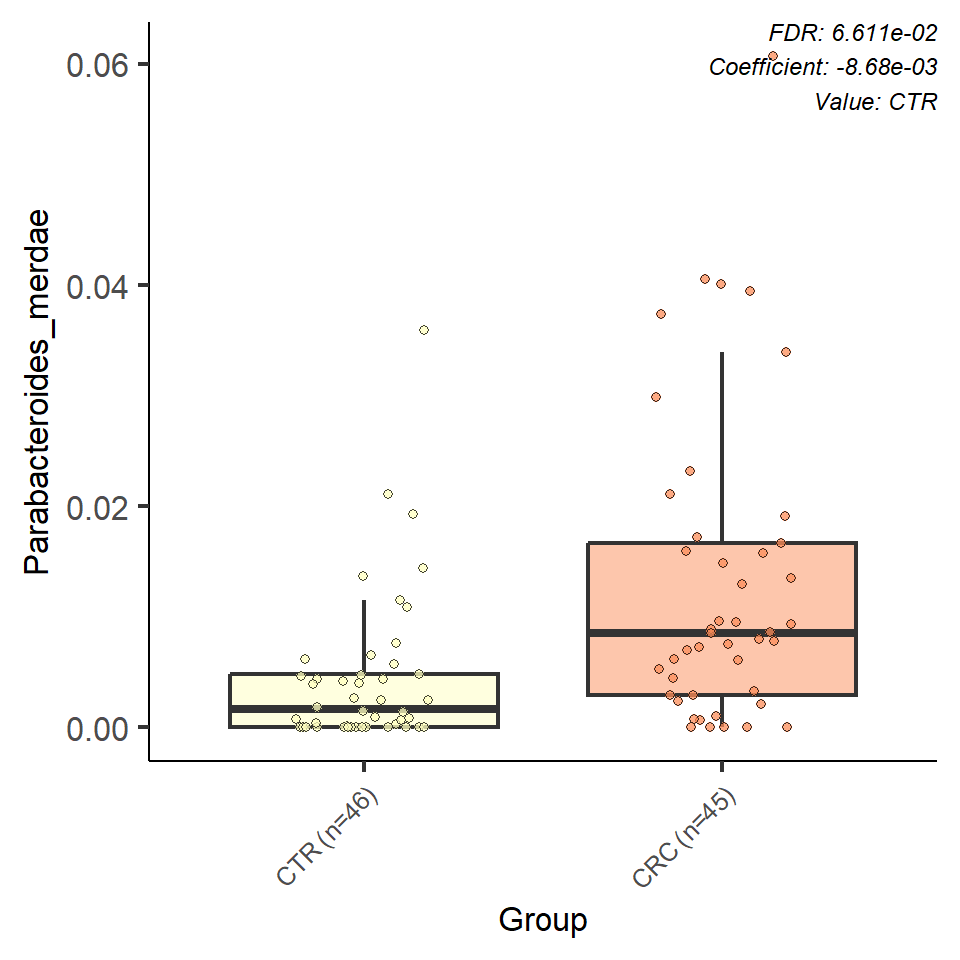 FDR: 6.611e-02
Coefficient: -8.68e-03
Value: CTR
Parabacteroides_merdae
0.06
0.04
0.02
0.00
CTR (n=46)
CRC (n=45)
Group